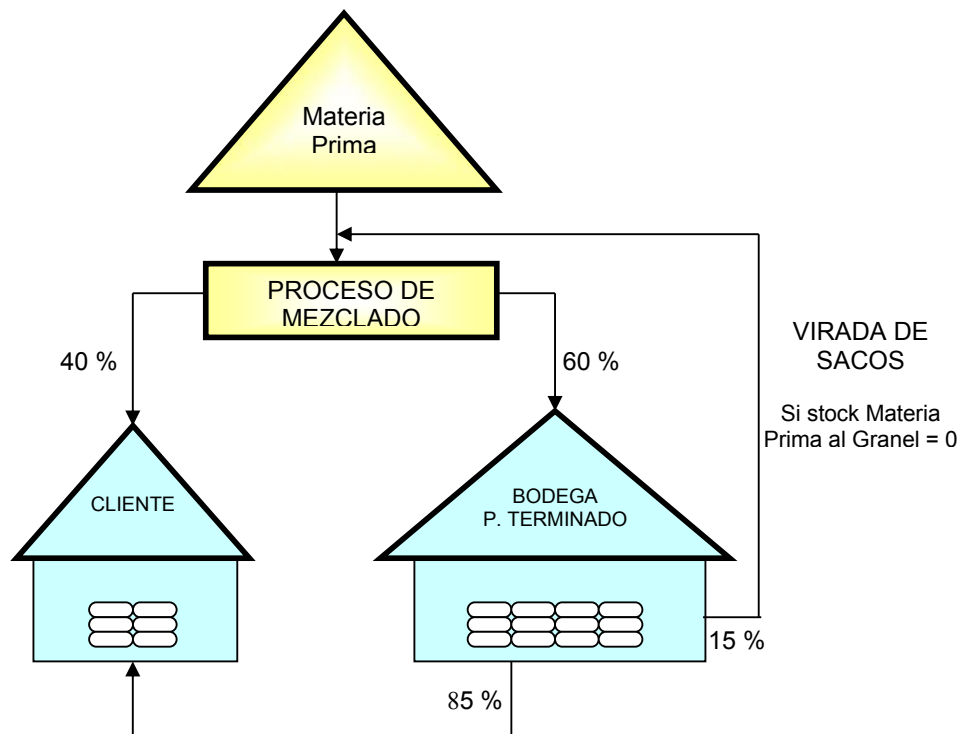 Materia
Prima
PROCESO DE
MEZCLADO
40 %
60 %
VIRADA DE
SACOS
Si stock Materia
Prima al Granel = 0
CLIENTE
BODEGA
P. TERMINADO
15 %
85 %